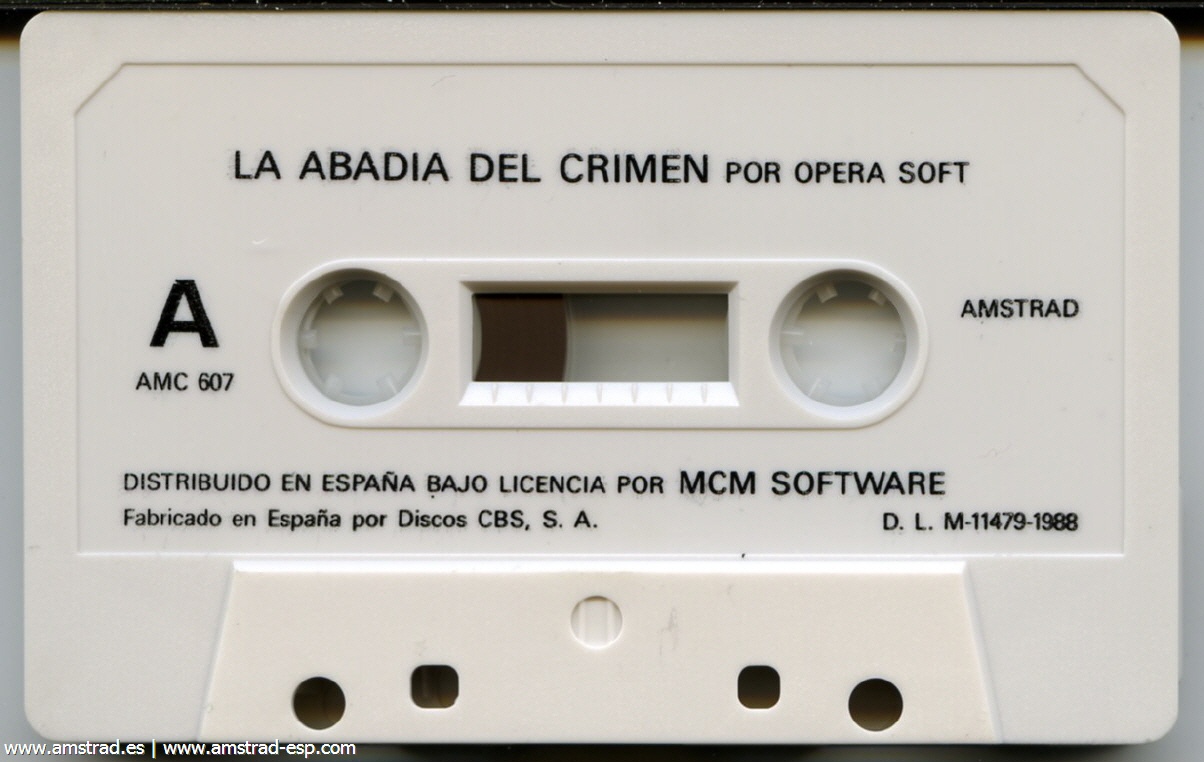 LA ABADIA DEL CRIMEN POR OPERA SOFT
A
AMSTRAD
AMC 607
DISTRIBUIDO EN ESPAÑA BAJO LICENCIA POR MCM SOFTWARE
Fabricado en España por Discos CBS, S. A.
D. L. M-11479-1988
www.amstrad.es | www.amstrad-esp.com